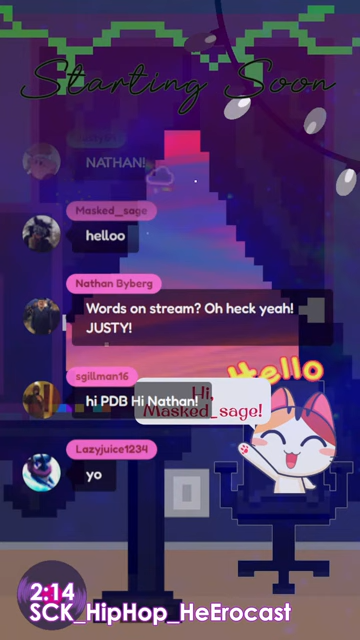 Starting Soon
NATHAN!
Masked_sage
helloo
Nathan Byberg
Words on stream? Oh heck yeah!
JUSTY!
Hello
sgillman16
hi PDB Hi Nathan!
Hi,
Masked_sage!
Lazyjuice1234
yo
2:14
SCK_HipHop_HeErocast